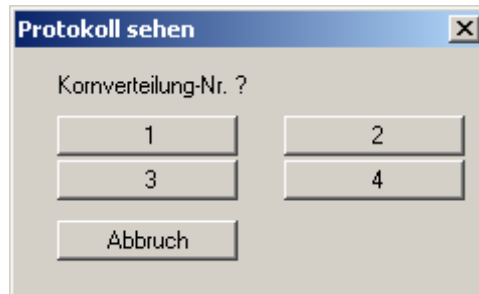 Protokoll sehen
Kornverteilung-Nr. ?
1 2
3 4
Abbruch